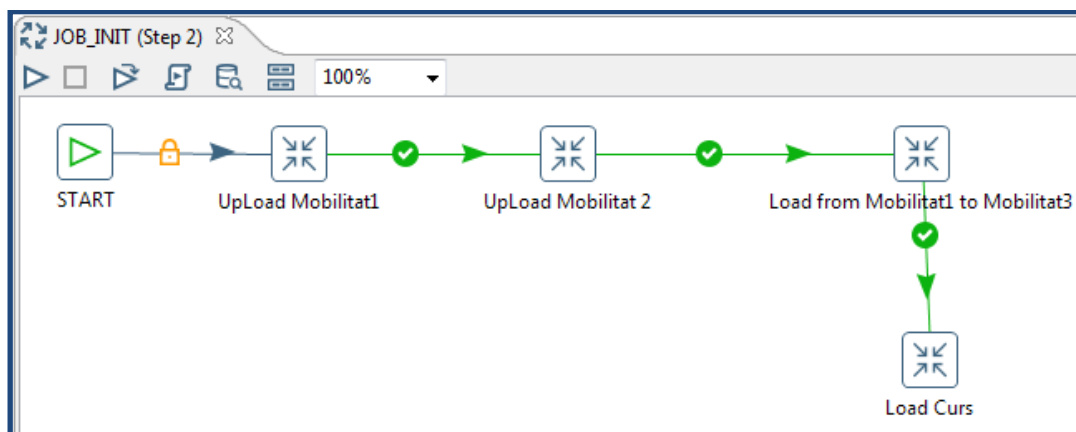 JOB_INIT (Step 2)
100%
START
UpLoad Mobilitat1
UpLoad Mobilitat 2
Load from Mobilitat1 to Mobilitat3
Load Curs